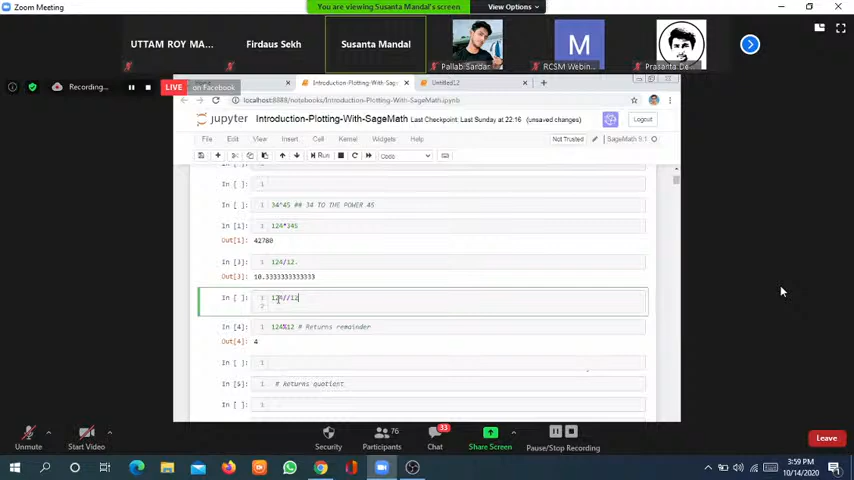 Zoom Meeting
You are viewing Susanta Mandal's screen
View Options
UTTAM ROY MA...
Firdaus Sekh
Susanta Mandal
Pallab Sardar
M
RCSM Webin...
Prasanta De...
Recording...
LIVE on Facebook
Introduction-Plotting-With-Sage
Untitled12
localhost:8888/notebooks/Introduction-Plotting-With-SageMath.ipynb
jupyter Introduction-Plotting-With-SageMath Last Checkpoint: Last Sunday at 22:16 (unsaved changes)
Logout
File Edit View Insert Cell Kernel Widgets Help
Not Trusted
SageMath 9.1
Run
Code
In [ ]: 1
In [ ]: 1 34^45 ## 34 TO THE POWER 45
In [1]: 1 124*345
Out[1]: 42780
In [3]: 1 124/12.
Out[3]: 10.3333333333333
In [ ]: 1 124//12
2
In [4]: 1 124%12 # Returns remainder
Out[4]: 4
In [ ]: 1
In [5]: 1 # Returns quotient
In [ ]: 1
Unmute
Start Video
Security
76
Participants
33
Chat
Share Screen
Pause/Stop Recording
Leave
3:59 PM
10/14/2020